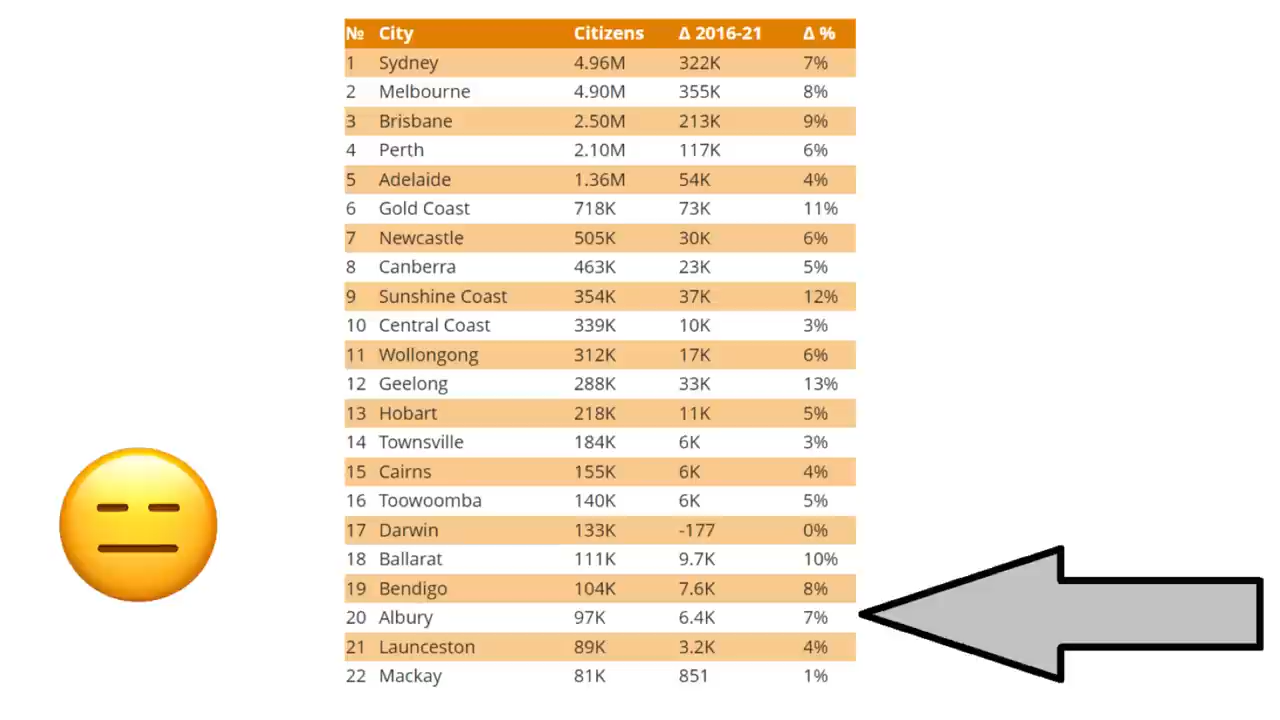 № City Citizens Δ 2016-21 Δ %
1 Sydney 4.96M 322K 7%
2 Melbourne 4.90M 355K 8%
3 Brisbane 2.50M 213K 9%
4 Perth 2.10M 117K 6%
5 Adelaide 1.36M 54K 4%
6 Gold Coast 718K 73K 11%
7 Newcastle 505K 30K 6%
8 Canberra 463K 23K 5%
9 Sunshine Coast 354K 37K 12%
10 Central Coast 339K 10K 3%
11 Wollongong 312K 17K 6%
12 Geelong 288K 33K 13%
13 Hobart 218K 11K 5%
14 Townsville 184K 6K 3%
15 Cairns 155K 6K 4%
16 Toowoomba 140K 6K 5%
17 Darwin 133K -177 0%
18 Ballarat 111K 9.7K 10%
19 Bendigo 104K 7.6K 8%
20 Albury 97K 6.4K 7%
21 Launceston 89K 3.2K 4%
22 Mackay 81K 851 1%